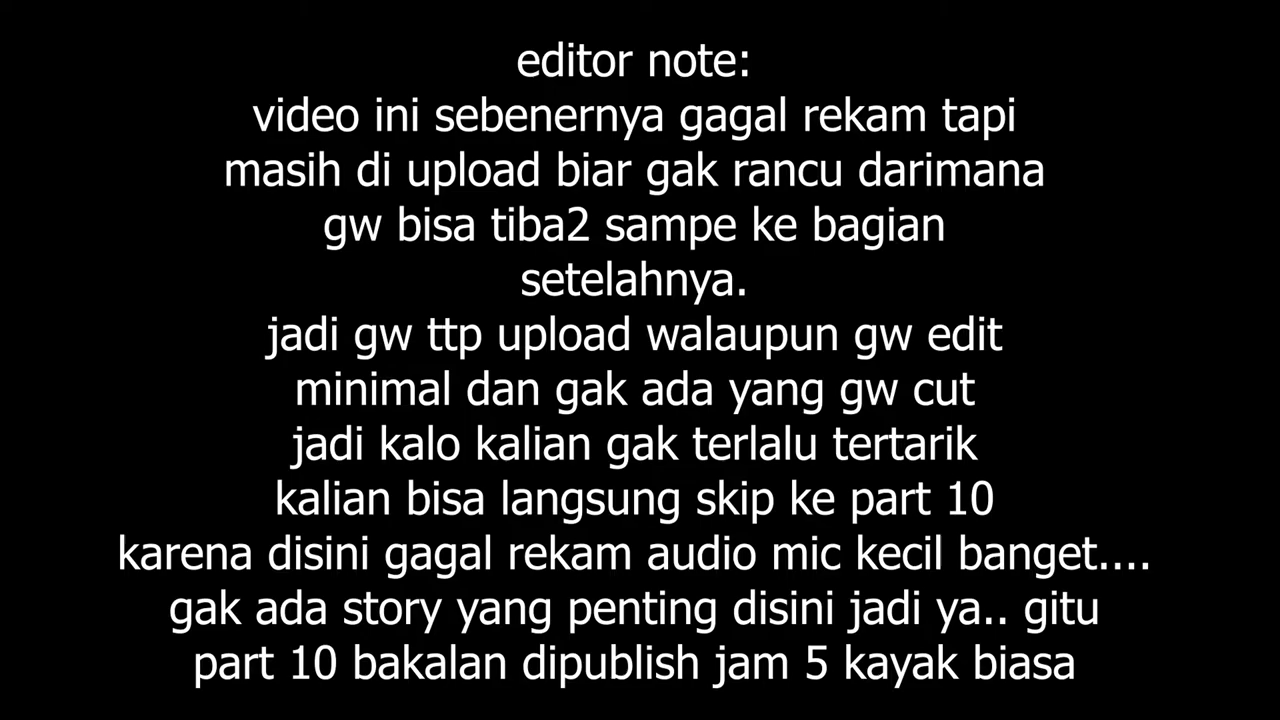 editor note:
video ini sebenernya gagal rekam tapi
masih di upload biar gak rancu darimana
gw bisa tiba2 sampe ke bagian
setelahnya.
jadi gw ttp upload walaupun gw edit
minimal dan gak ada yang gw cut
jadi kalo kalian gak terlalu tertarik
kalian bisa langsung skip ke part 10
karena disini gagal rekam audio mic kecil banget....
gak ada story yang penting disini jadi ya.. gitu
part 10 bakalan dipublish jam 5 kayak biasa